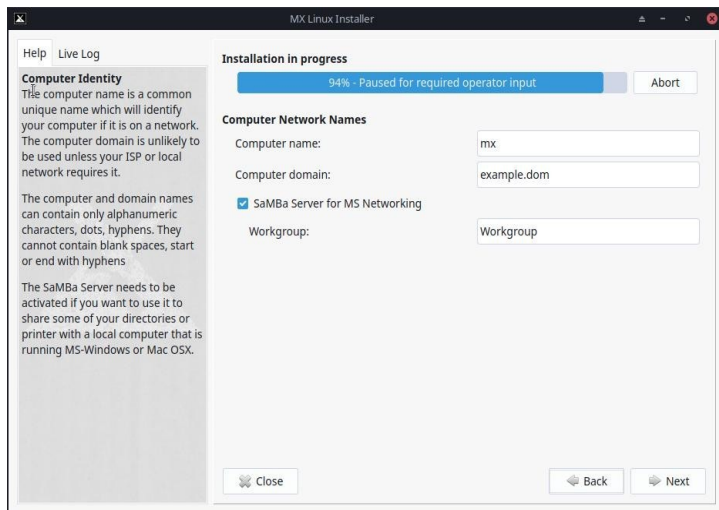 MX Linux Installer
Help
Live Log
Computer Identity
The computer name is a common
unique name which will identify
your computer if it is on a network.
The computer domain is unlikely to
be used unless your ISP or local
network requires it.
The computer and domain names
can contain only alphanumeric
characters, dots, hyphens. They
cannot contain blank spaces, start
or end with hyphens
The SaMBa Server needs to be
activated if you want to use it to
share some of your directories or
printer with a local computer that is
running MS-Windows or Mac OSX.
Installation in progress
94% - Paused for required operator input
Abort
Computer Network Names
Computer name:
mx
Computer domain:
example.dom
SaMBa Server for MS Networking
Workgroup:
Workgroup
Close
Back
Next